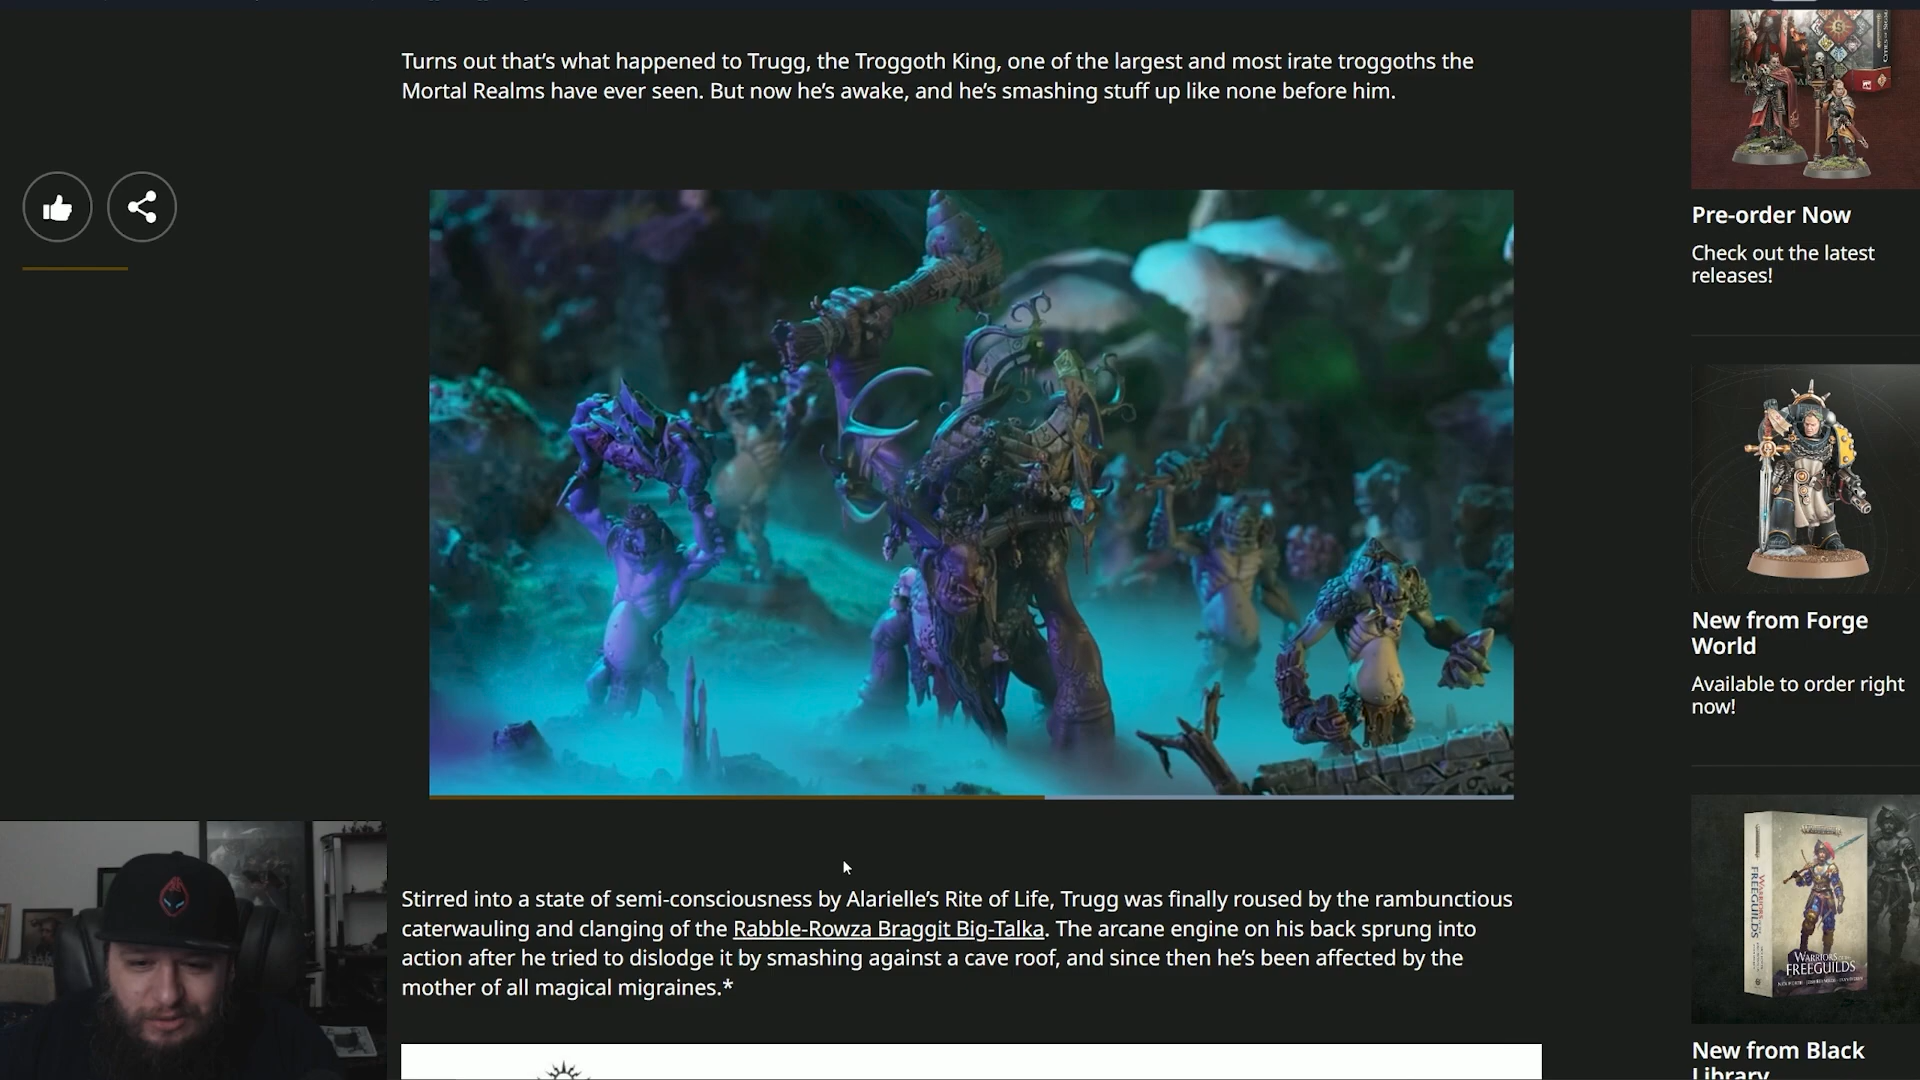 Turns out that’s what happened to Trugg, the Troggoth King, one of the largest and most irate troggoths the
Mortal Realms have ever seen. But now he’s awake, and he’s smashing stuff up like none before him.
Stirred into a state of semi-consciousness by Alarielle’s Rite of Life, Trugg was finally roused by the rambunctious
caterwauling and clanging of the Rabble-Rowza Braggit Big-Talka. The arcane engine on his back sprung into
action after he tried to dislodge it by smashing against a cave roof, and since then he’s been affected by the
mother of all magical migraines.*
Pre-order Now
Check out the latest
releases!
New from Forge
World
Available to order right
now!
WARRIORS
FREEGUILDS
New from Black
Library